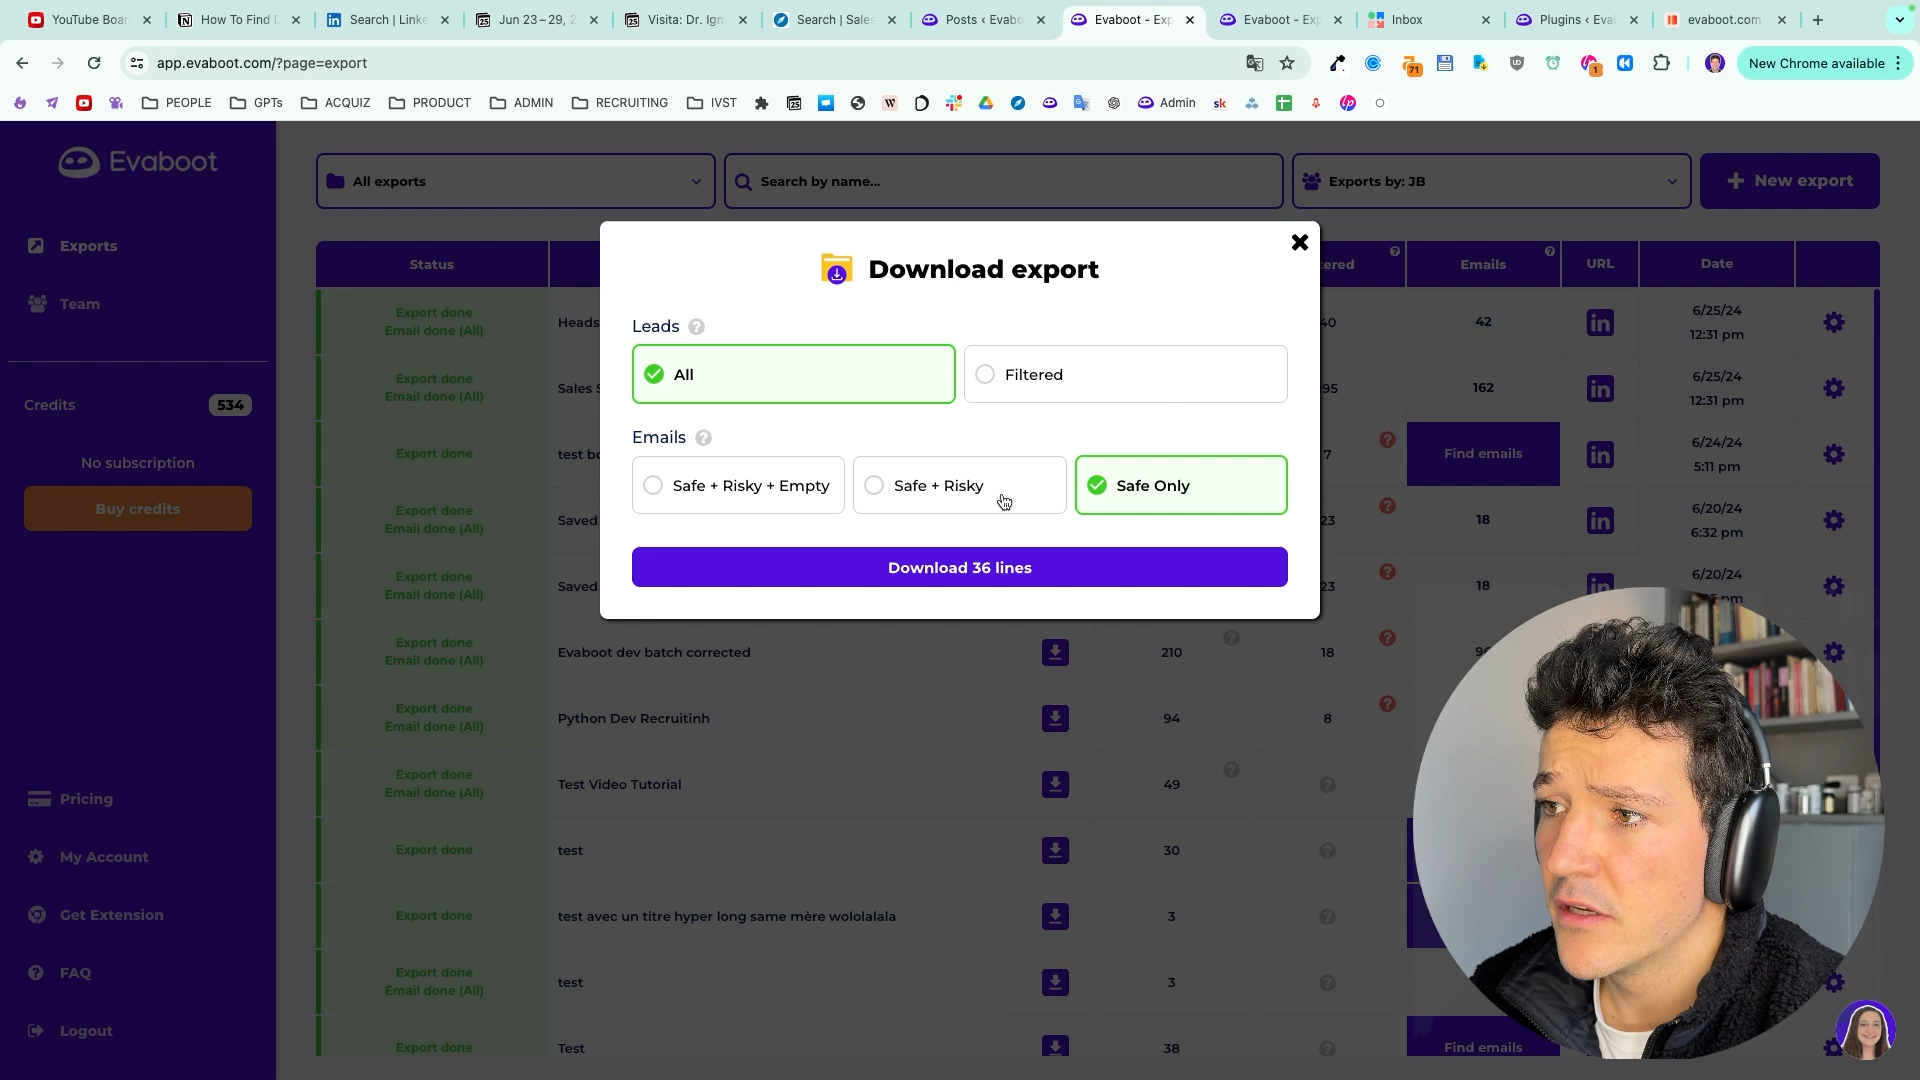 YouTube Boa
How To Find D
Search | Linke
Jun 23 – 29, 2
Visita: Dr. Ign
Search | Sales
Posts ‹ Evabo
Evaboot - Exp
Evaboot - Exp
Inbox
Plugins ‹ Eval
evaboot.com
app.evaboot.com/?page=export
71
1
New Chrome available
PEOPLE
GPTs
ACQUIZ
PRODUCT
ADMIN
RECRUITING
IVST
Admin
Evaboot
Exports
Team
Credits
534
No subscription
Buy credits
Pricing
My Account
Get Extension
FAQ
Logout
All exports
Search by name...
Exports by: JB
New export
Status
ered
Emails
URL
Date
Export done
Email done (All)
Heads
40
42
6/25/24
12:31 pm
Export done
Email done (All)
Sales S
95
162
6/25/24
12:31 pm
Export done
test bo
7
Find emails
6/24/24
5:11 pm
Export done
Email done (All)
Saved
23
18
6/20/24
6:32 pm
Export done
Email done (All)
Saved
23
18
6/20/24
pm
Export done
Email done (All)
Evaboot dev batch corrected
210
18
Export done
Email done (All)
Python Dev Recruitinh
94
8
Export done
Email done (All)
Test Video Tutorial
49
Export done
test
30
Export done
test avec un titre hyper long same mère wololalala
3
Export done
Email done (All)
test
3
Export done
Test
38
Find emails
Download export
Leads
All
Filtered
Emails
Safe + Risky + Empty
Safe + Risky
Safe Only
Download 36 lines